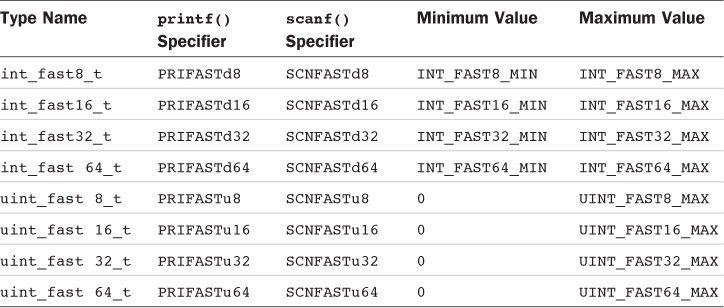 Type Name printf() Specifier scanf() Specifier Minimum Value Maximum Value
int_fast8_t PRIFASTd8 SCNFASTd8 INT_FAST8_MIN INT_FAST8_MAX
int_fast16_t PRIFASTd16 SCNFASTd16 INT_FAST16_MIN INT_FAST16_MAX
int_fast32_t PRIFASTd32 SCNFASTd32 INT_FAST32_MIN INT_FAST32_MAX
int_fast 64_t PRIFASTd64 SCNFASTd64 INT_FAST64_MIN INT_FAST64_MAX
uint_fast 8_t PRIFASTu8 SCNFASTu8 0 UINT_FAST8_MAX
uint_fast 16_t PRIFASTu16 SCNFASTu16 0 UINT_FAST16_MAX
uint_fast 32_t PRIFASTu32 SCNFASTu32 0 UINT_FAST32_MAX
uint_fast 64_t PRIFASTu64 SCNFASTu64 0 UINT_FAST64_MAX